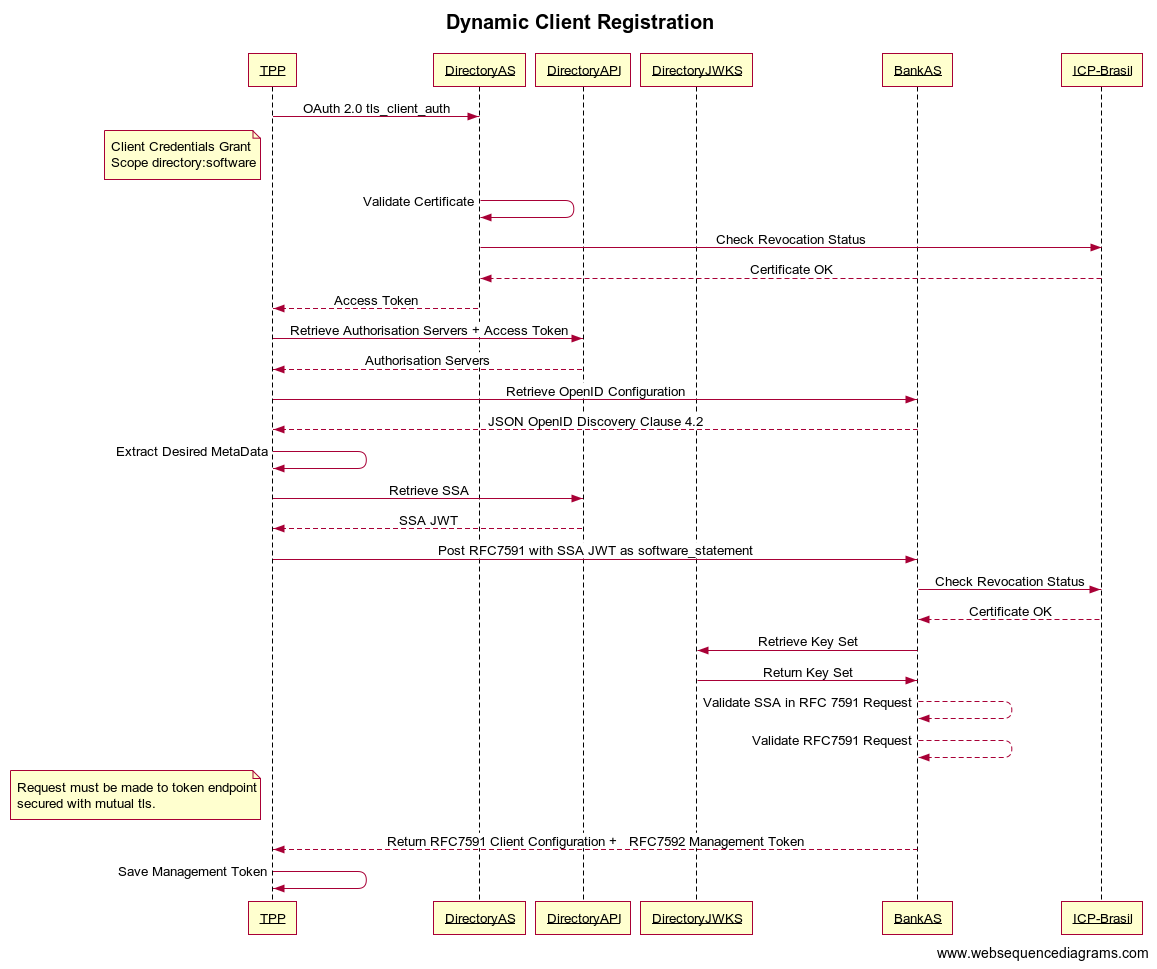 Dynamic Client Registration
TPP
DirectoryAS
DirectoryAPI
DirectoryJWKS
BankAS
ICP-Brasil
OAuth 2.0 tls_client_auth
Client Credentials Grant
Scope directory:software
Validate Certificate
Check Revocation Status
Certificate OK
Access Token
Retrieve Authorisation Servers + Access Token
Authorisation Servers
Retrieve OpenID Configuration
JSON OpenID Discovery Clause 4.2
Extract Desired MetaData
Retrieve SSA
SSA JWT
Post RFC7591 with SSA JWT as software_statement
Check Revocation Status
Certificate OK
Retrieve Key Set
Return Key Set
Validate SSA in RFC 7591 Request
Validate RFC7591 Request
Request must be made to token endpoint
secured with mutual tls.
Return RFC7591 Client Configuration + RFC7592 Management Token
Save Management Token
TPP
DirectoryAS
DirectoryAPI
DirectoryJWKS
BankAS
ICP-Brasil
www.websequencediagrams.com